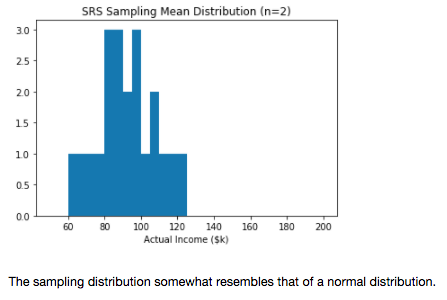 SRS Sampling Mean Distribution (n=2)
3.0
2.5
2.0
1.5
1.0
0.5
0.0
60 80 100 120 140 160 180 200
Actual Income ($k)
The sampling distribution somewhat resembles that of a normal distribution.